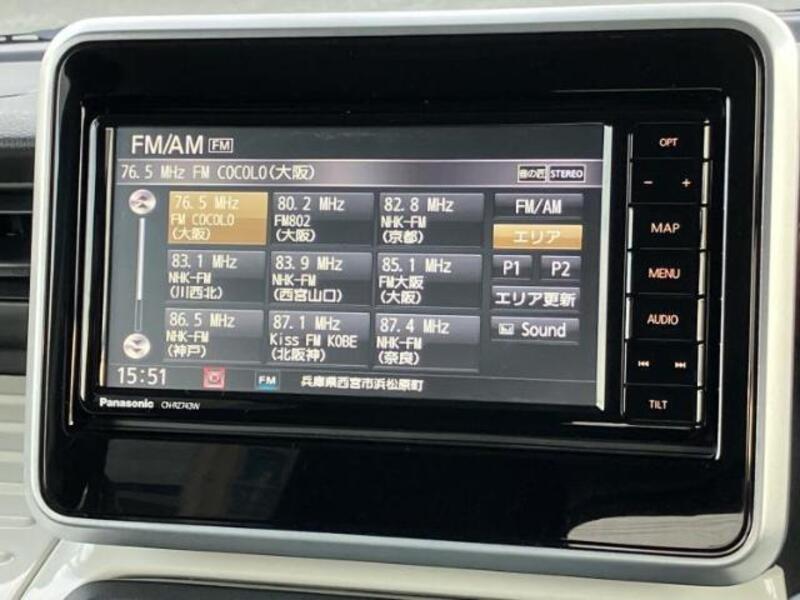 FM/AM FM
76.5 MHz FM COCOLO(大阪)
音の匠 STEREO
76.5 MHz
FM COCOLO
(大阪)
80.2 MHz
FM802
(大阪)
82.8 MHz
NHK-FM
(京都)
83.1 MHz
NHK-FM
(川西北)
83.9 MHz
NHK-FM
(西宮山口)
85.1 MHz
FM大阪
(大阪)
86.5 MHz
NHK-FM
(神戸)
87.1 MHz
Kiss FM KOBE
(北阪神)
87.4 MHz
NHK-FM
(奈良)
FM/AM
エリア
P1 P2
エリア更新
Sound
15:51
FM
兵庫県西宮市浜松原町
Panasonic CN-RZ743W
OPT
- +
MAP
MENU
AUDIO
TILT